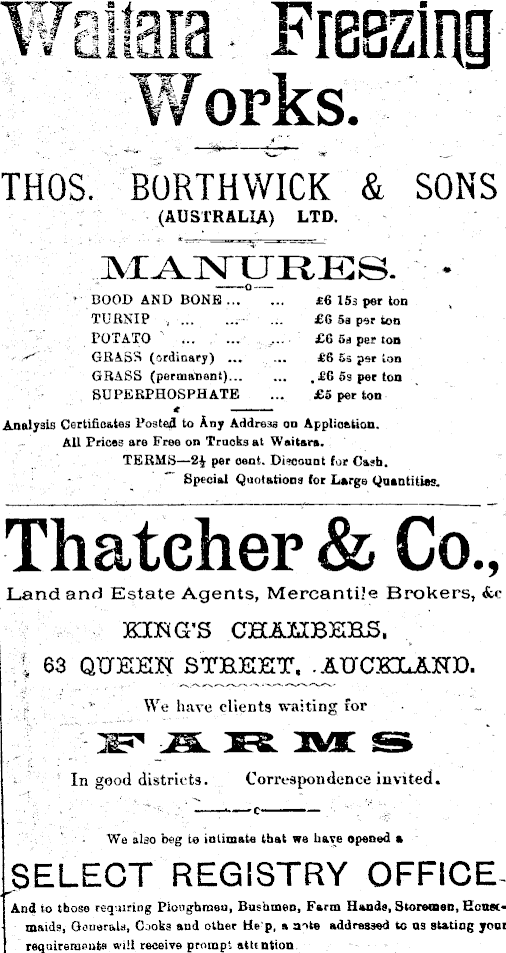 Waitara Freezing
Works.
THOS. BORTHWICK & SONS
(AUSTRALIA) LTD.
MANURES.
BOOD AND BONE ... ... £6 15s per ton
TURNIP ... ... ... £6 5s per ton
POTATO ... ... ... £6 5s per ton
GRASS (ordinary) ... ... £6 5s per ton
GRASS (permanent)... ... £6 5s per ton
SUPERPHOSPHATE ... £5 per ton
Analysis Certificates Posted to Any Address on Application.
All Prices are Free on Trucks at Waitara.
TERMS—2½ per cent. Discount for Cash.
Special Quotations for Large Quantities.
Thatcher & Co.,
Land and Estate Agents, Mercantile Brokers, &c
KING'S CHAMBERS,
63 QUEEN STREET, AUCKLAND.
We have clients waiting for
FARMS
In good districts. Correspondence invited.
We also beg to intimate that we have opened a
SELECT REGISTRY OFFICE
And to those requiring Ploughmen, Bushmen, Farm Hands, Storemen, House-
maids, Generals, Cooks and other Help, a note addressed to us stating your
requirements will receive prompt attention